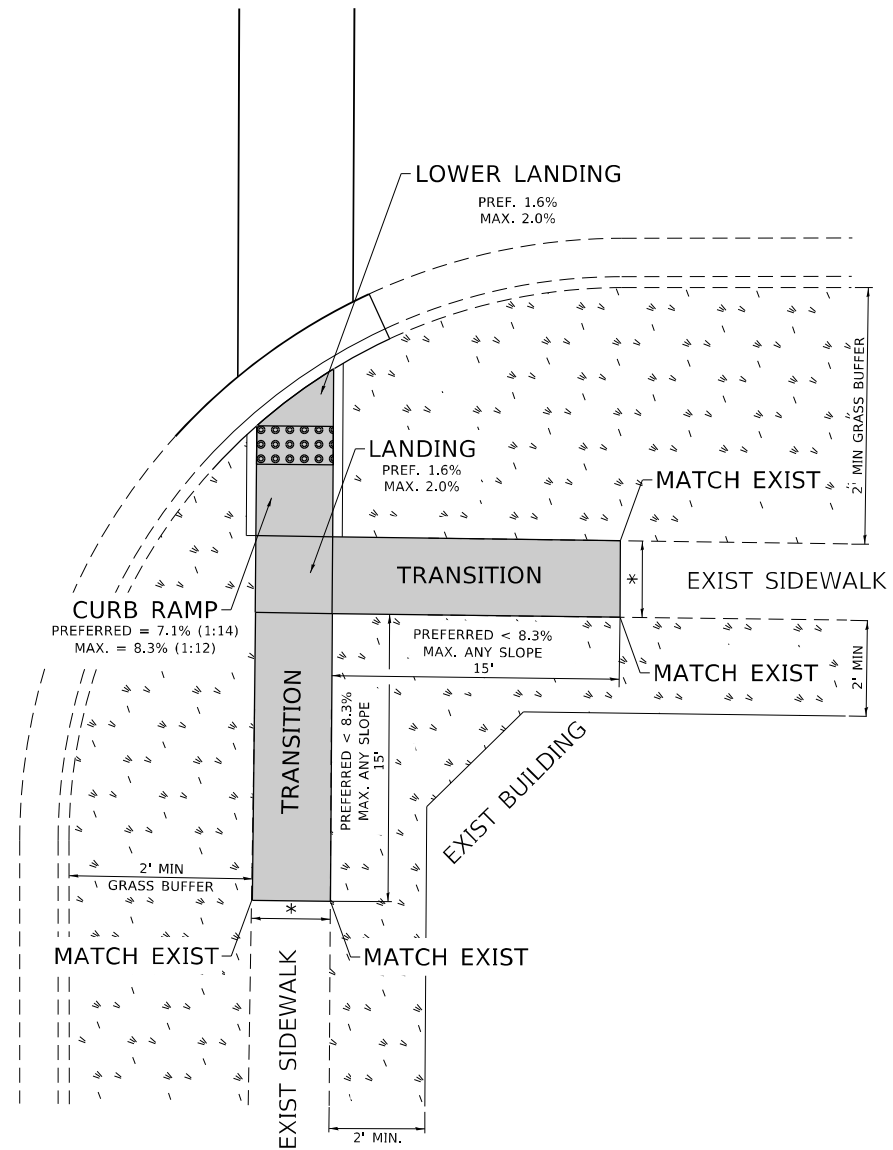 LOWER LANDING
PREF. 1.6%
MAX. 2.0%
2' MIN GRASS BUFFER
LANDING
PREF. 1.6%
MAX. 2.0%
MATCH EXIST
TRANSITION
*
EXIST SIDEWALK
CURB RAMP
PREFERRED = 7.1% (1:14)
MAX. = 8.3% (1:12)
PREFERRED < 8.3%
MAX. ANY SLOPE
15'
MATCH EXIST
2' MIN
TRANSITION
PREFERRED < 8.3%
MAX. ANY SLOPE
15'
EXIST BUILDING
2' MIN
GRASS BUFFER
*
MATCH EXIST
MATCH EXIST
EXIST SIDEWALK
2' MIN.